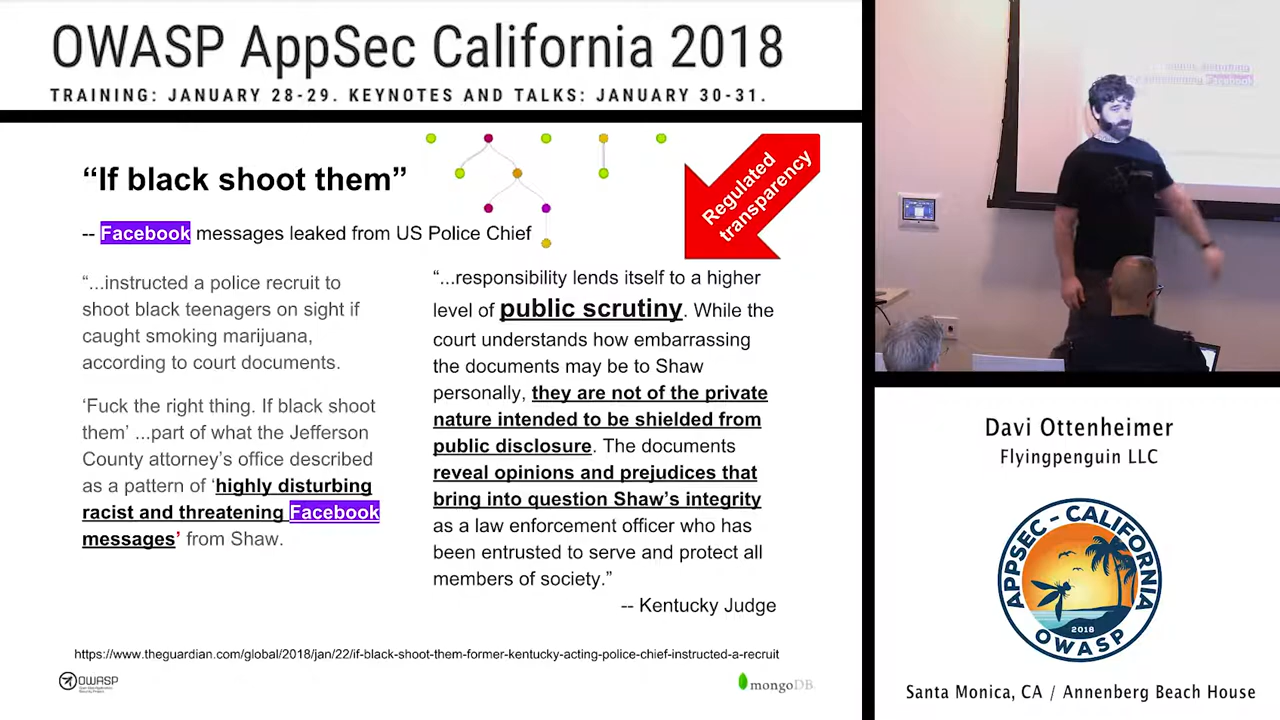 OWASP AppSec California 2018
TRAINING: JANUARY 28-29. KEYNOTES AND TALKS: JANUARY 30-31.
“If black shoot them”
-- Facebook messages leaked from US Police Chief
Regulated
transparency
“...instructed a police recruit to
shoot black teenagers on sight if
caught smoking marijuana,
according to court documents.
‘Fuck the right thing. If black shoot
them’ ...part of what the Jefferson
County attorney’s office described
as a pattern of ‘highly disturbing
racist and threatening Facebook
messages’ from Shaw.
“...responsibility lends itself to a higher
level of public scrutiny. While the
court understands how embarrassing
the documents may be to Shaw
personally, they are not of the private
nature intended to be shielded from
public disclosure. The documents
reveal opinions and prejudices that
bring into question Shaw’s integrity
as a law enforcement officer who has
been entrusted to serve and protect all
members of society.”
-- Kentucky Judge
https://www.theguardian.com/global/2018/jan/22/if-black-shoot-them-former-kentucky-acting-police-chief-instructed-a-recruit
OWASP
mongoDB
Davi Ottenheimer
Flyingpenguin LLC
APPSEC - CALIFORNIA
2018
OWASP
Santa Monica, CA / Annenberg Beach House